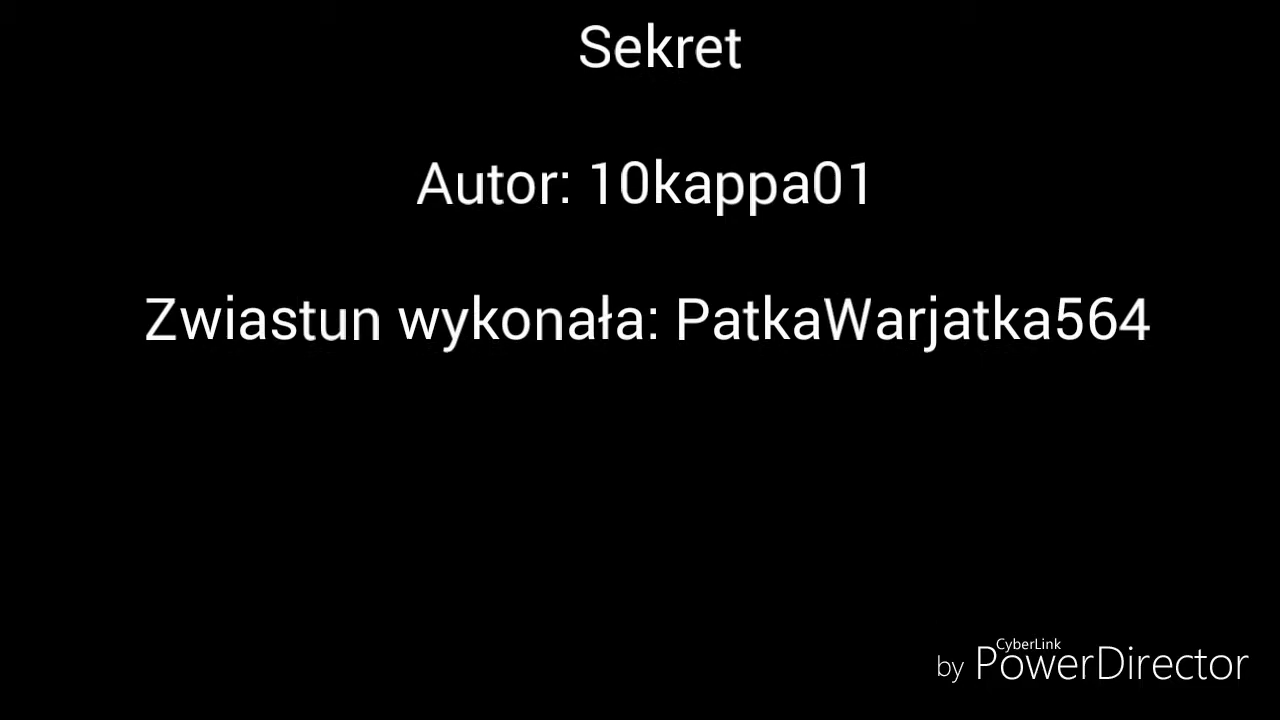 Sekret
Autor: 10kappa01
Zwiastun wykonała: PatkaWarjatka564
CyberLink
by PowerDirector